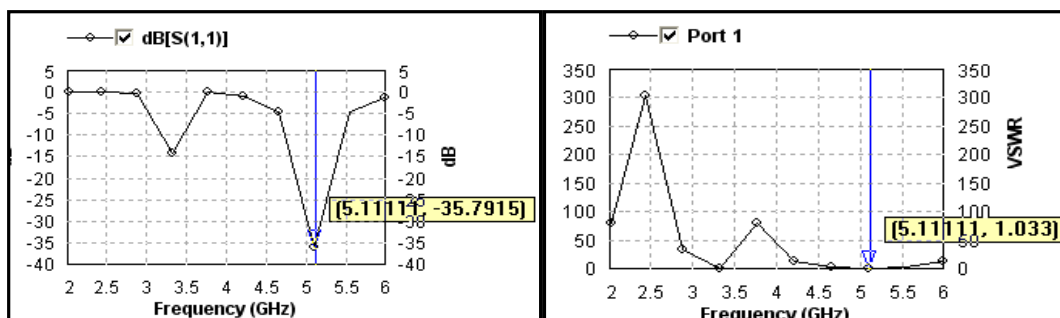 dB[S(1,1)]
5 5
0 0
-5 -5
-10 -10
-15 -15
-20 -20
-25 -25
-30 -30
-35 -35
-40 -40
dB
(5.11111, -35.7915)
2 2.5 3 3.5 4 4.5 5 5.5 6
Frequency (GHz)
Port 1
350 350
300 300
250 250
200 200
150 150
100 100
50 50
0 0
VSWR
(5.11111, 1.033)
2 2.5 3 3.5 4 4.5 5 5.5 6
Frequency (GHz)